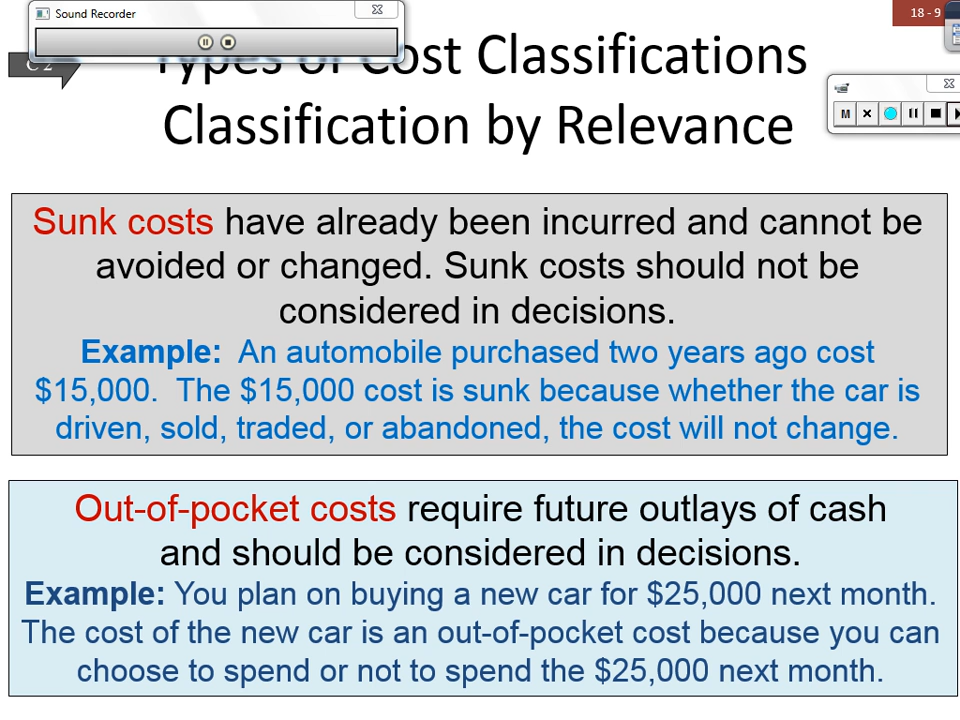 Sound Recorder
18 - 9
C 2
Types of Cost Classifications
Classification by Relevance
M
Sunk costs have already been incurred and cannot be
avoided or changed. Sunk costs should not be
considered in decisions.
Example: An automobile purchased two years ago cost
$15,000. The $15,000 cost is sunk because whether the car is
driven, sold, traded, or abandoned, the cost will not change.
Out-of-pocket costs require future outlays of cash
and should be considered in decisions.
Example: You plan on buying a new car for $25,000 next month.
The cost of the new car is an out-of-pocket cost because you can
choose to spend or not to spend the $25,000 next month.